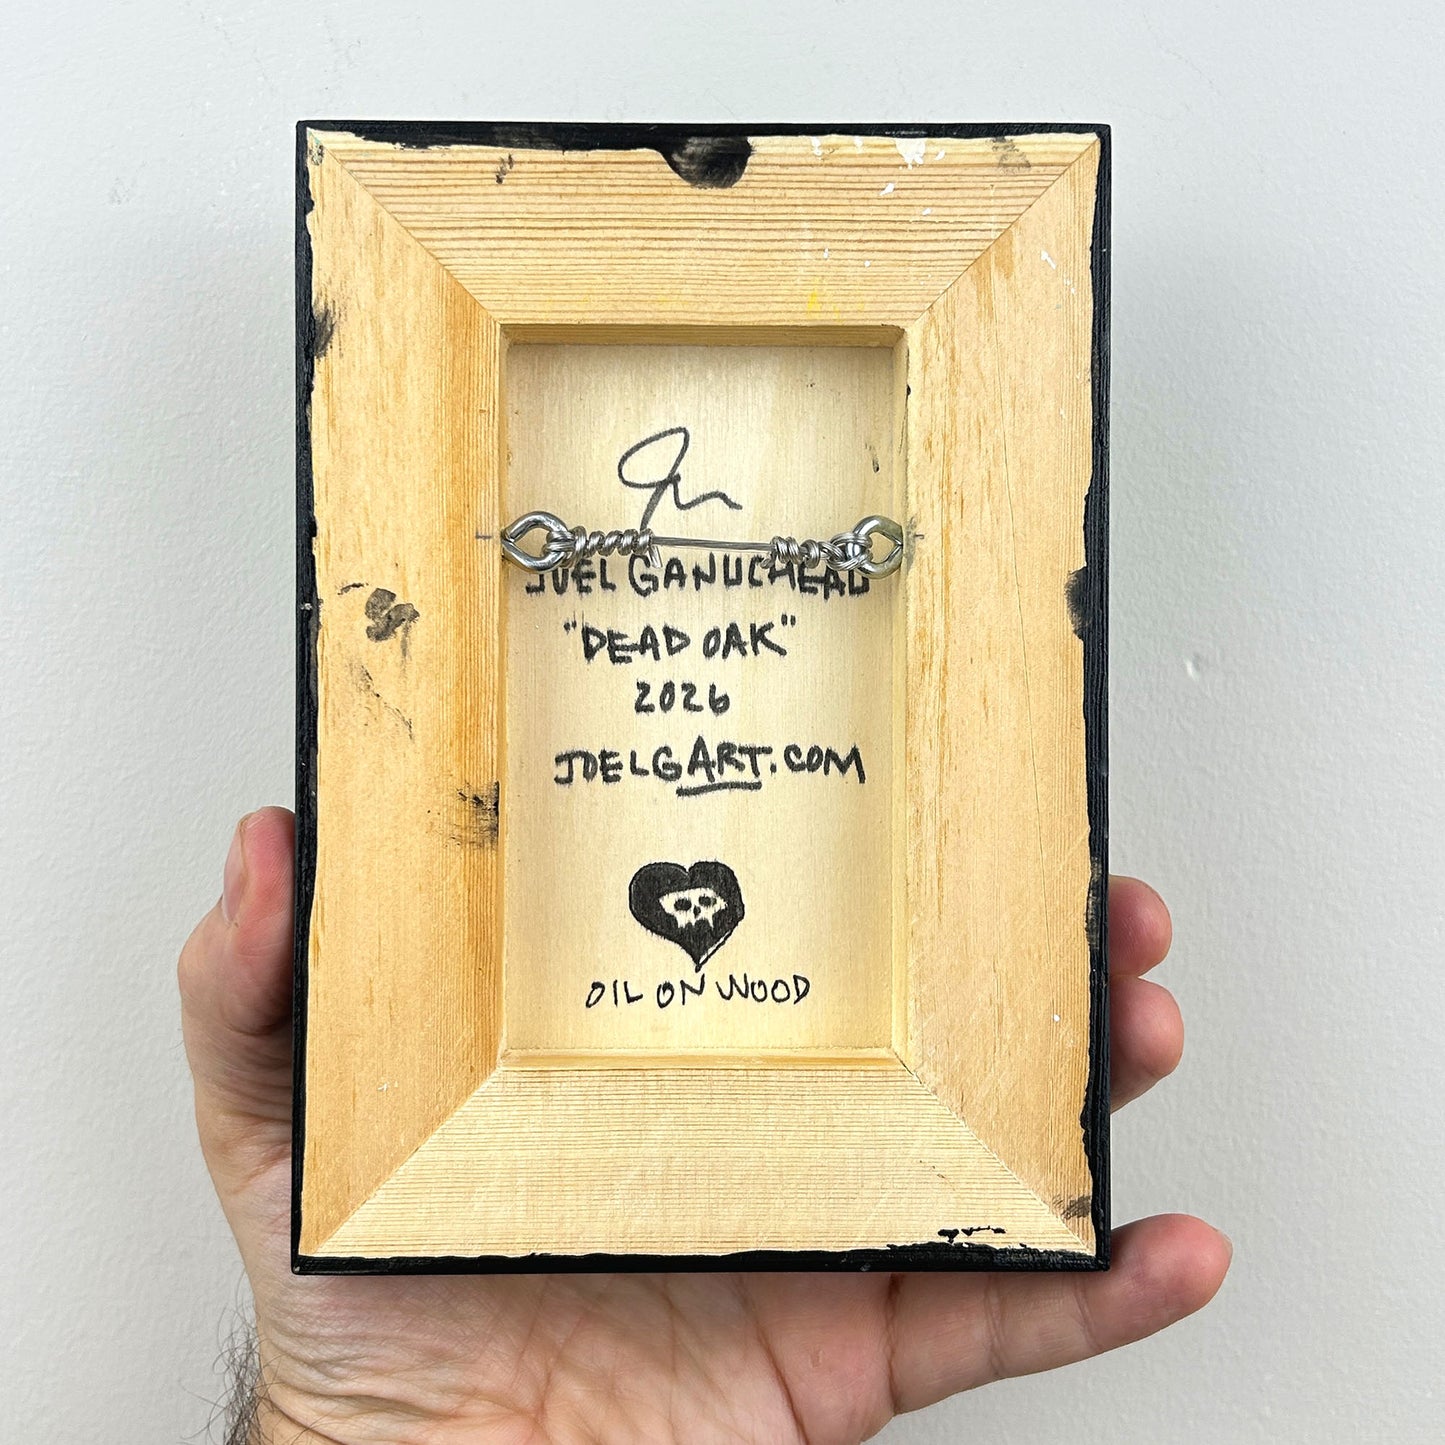 JOEL GANUCHEAU
"DEAD OAK"
2026
JOELGART.COM
OIL ON WOOD